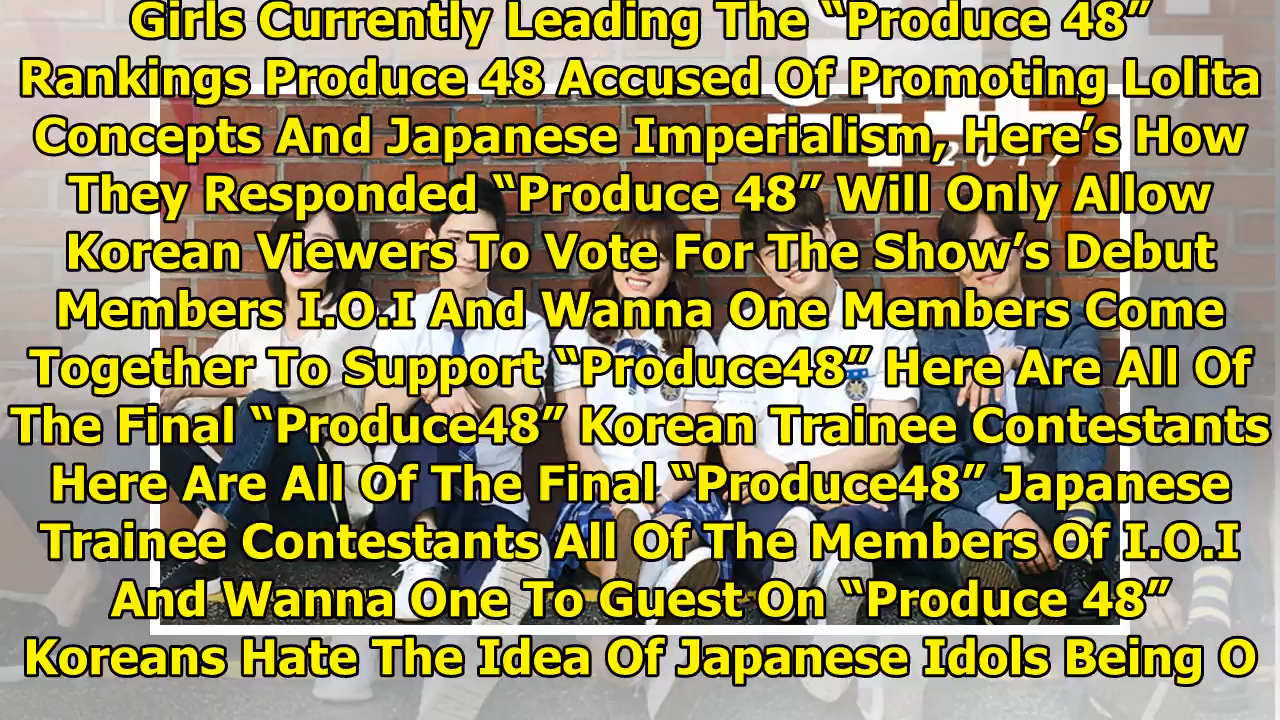 Girls Currently Leading The “Produce 48”
Rankings Produce 48 Accused Of Promoting Lolita
Concepts And Japanese Imperialism, Here’s How
They Responded “Produce 48” Will Only Allow
Korean Viewers To Vote For The Show’s Debut
Members I.O.I And Wanna One Members Come
Together To Support “Produce48” Here Are All Of
The Final “Produce48” Korean Trainee Contestants
Here Are All Of The Final “Produce48” Japanese
Trainee Contestants All Of The Members Of I.O.I
And Wanna One To Guest On “Produce 48”
Koreans Hate The Idea Of Japanese Idols Being O